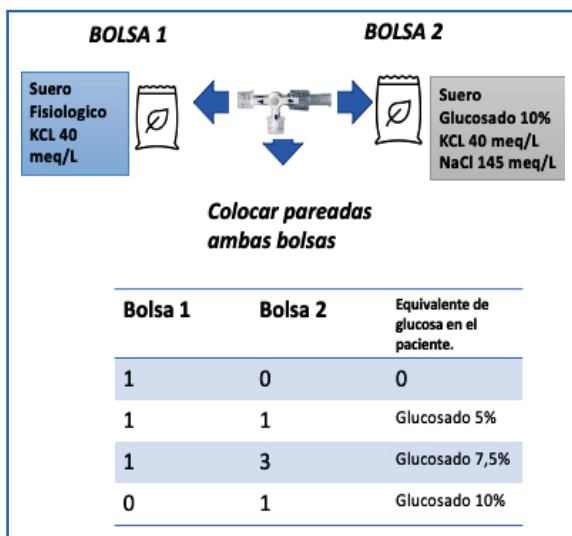 BOLSA 1
BOLSA 2
Suero
Fisiologico
KCL 40
meq/L
Suero
Glucosado 10%
KCL 40 meq/L
NaCl 145 meq/L
Colocar pareadas
ambas bolsas
Bolsa 1 Bolsa 2 Equivalente de
glucosa en el
paciente.
1 0 0
1 1 Glucosado 5%
1 3 Glucosado 7,5%
0 1 Glucosado 10%